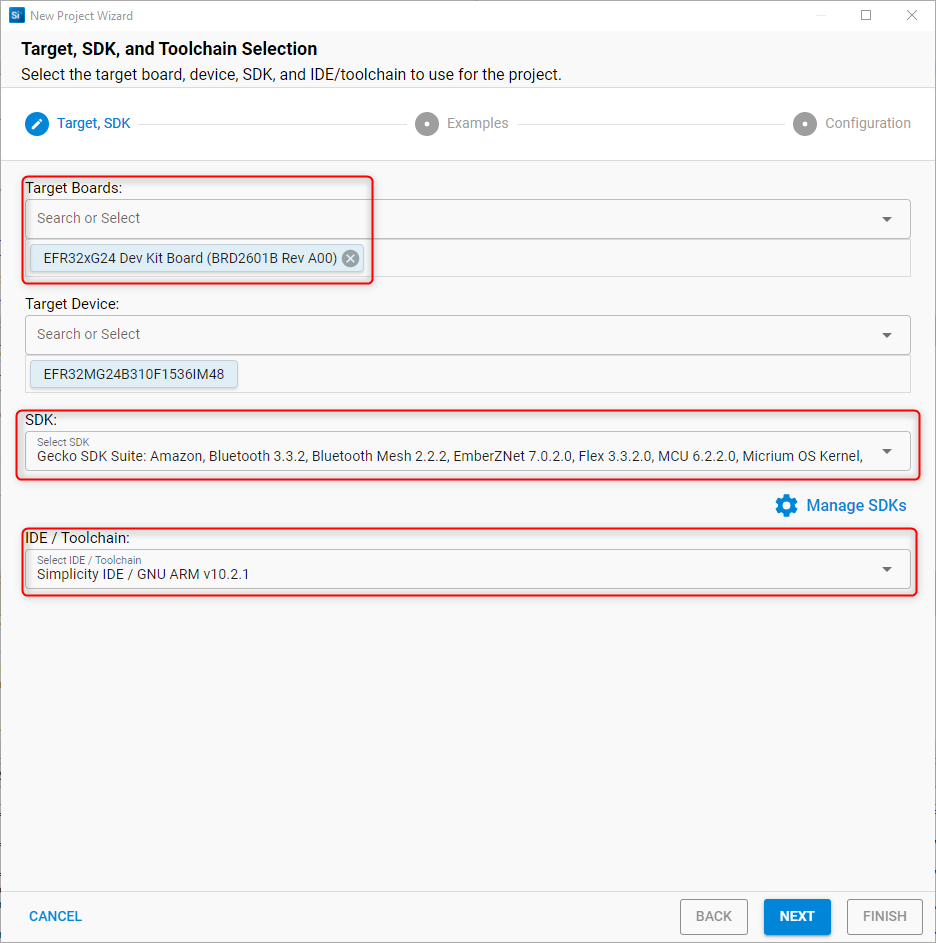 Si New Project Wizard
Target, SDK, and Toolchain Selection
Select the target board, device, SDK, and IDE/toolchain to use for the project.
Target, SDK
Examples
Configuration
Target Boards:
Search or Select
EFR32xG24 Dev Kit Board (BRD2601B Rev A00)
Target Device:
Search or Select
EFR32MG24B310F1536IM48
SDK:
Select SDK
Gecko SDK Suite: Amazon, Bluetooth 3.3.2, Bluetooth Mesh 2.2.2, EmberZNet 7.0.2.0, Flex 3.3.2.0, MCU 6.2.2.0, Micrium OS Kernel,
Manage SDKs
IDE / Toolchain:
Select IDE / Toolchain
Simplicity IDE / GNU ARM v10.2.1
CANCEL
BACK
NEXT
FINISH